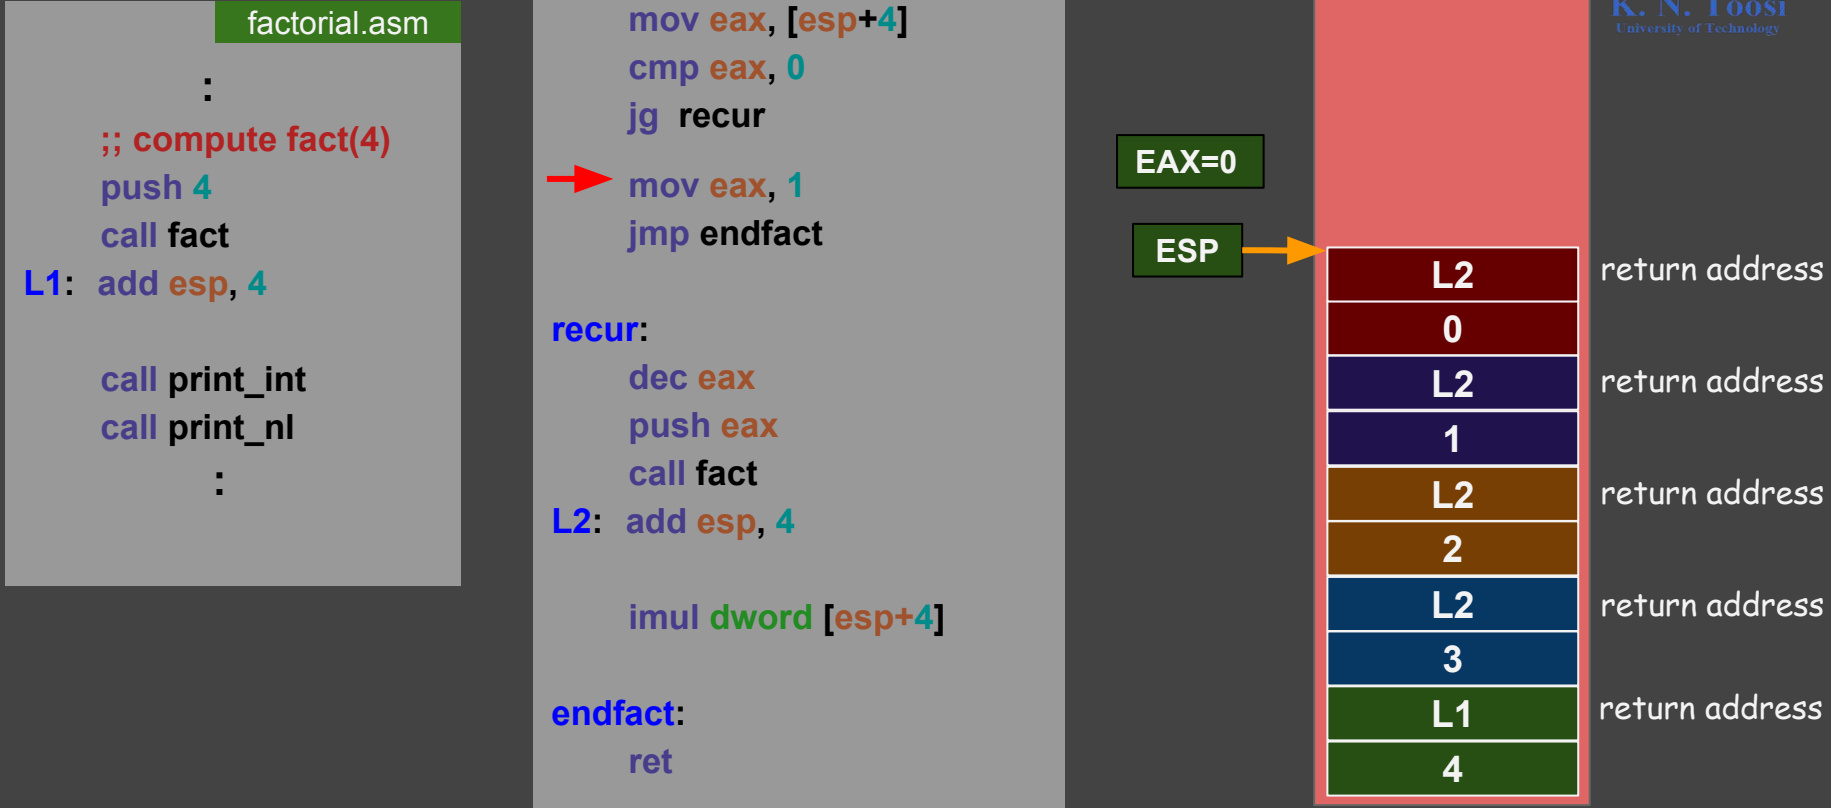 factorial.asm
:
;; compute fact(4)
push 4
call fact
L1: add esp, 4
call print_int
call print_nl
:
mov eax, [esp+4]
cmp eax, 0
jg recur
mov eax, 1
jmp endfact
recur:
dec eax
push eax
call fact
L2: add esp, 4
imul dword [esp+4]
endfact:
ret
EAX=0
ESP
K. N. Toosi
University of Technology
L2 return address
0
L2 return address
1
L2 return address
2
L2 return address
3
L1 return address
4